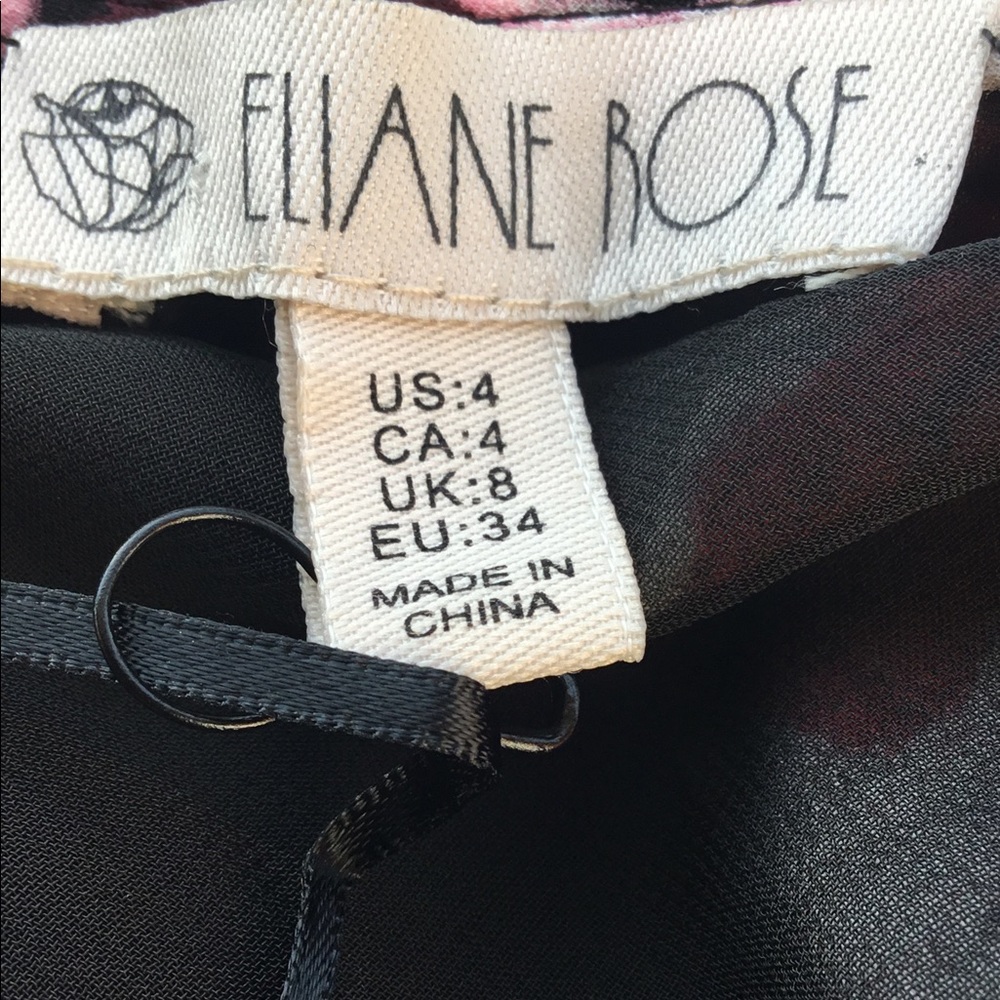 ELIANE ROSE
US:4
CA:4
UK:8
EU:34
MADE IN
CHINA